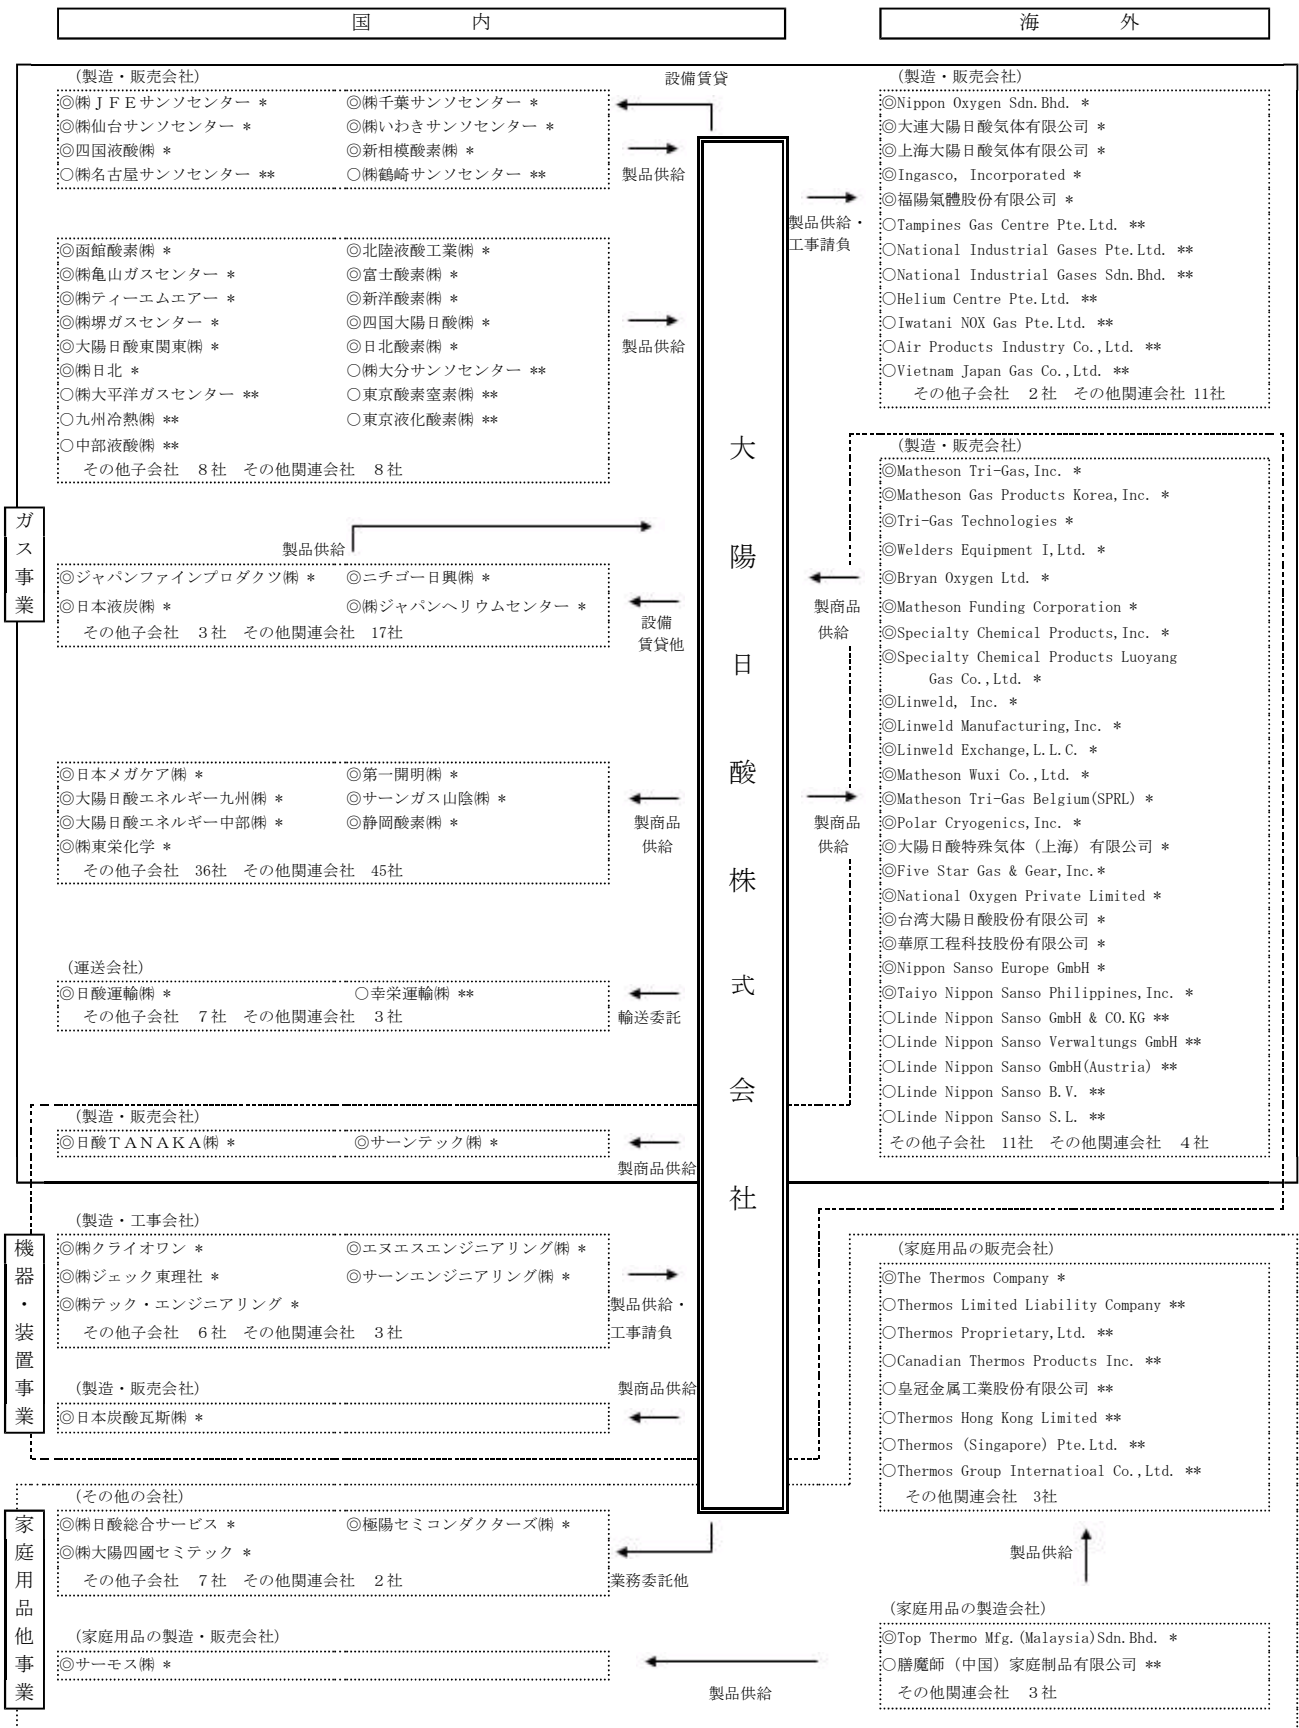 国　　　内
海　　　外
(製造・販売会社)
◎㈱ＪＦＥサンソセンター *　◎㈱千葉サンソセンター *
◎㈱仙台サンソセンター *　◎㈱いわきサンソセンター *
◎四国液酸㈱ *　◎新相模酸素㈱ *
○㈱名古屋サンソセンター **　○㈱鶴崎サンソセンター **
設備賃貸
製品供給
◎函館酸素㈱ *　◎北陸液酸工業㈱ *
◎㈱亀山ガスセンター *　◎富士酸素㈱ *
◎㈱ティーエムエアー *　◎新洋酸素㈱ *
◎㈱堺ガスセンター *　◎四国大陽日酸㈱ *
◎大陽日酸東関東㈱ *　◎日北酸素㈱ *
◎㈱日北 *　○㈱大分サンソセンター **
○㈱大平洋ガスセンター **　○東京酸素窒素㈱ **
○九州冷熱㈱ **　○東京液化酸素㈱ **
○中部液酸㈱ **
その他子会社　８社　その他関連会社　８社
製品供給
ガス事業
製品供給
◎ジャパンファインプロダクツ㈱ *　◎ニチゴー日興㈱ *
◎日本液炭㈱ *　◎㈱ジャパンヘリウムセンター *
その他子会社　３社　その他関連会社　17社
設備
賃貸他
◎日本メガケア㈱ *　◎第一開明㈱ *
◎大陽日酸エネルギー九州㈱ *　◎サーンガス山陰㈱ *
◎大陽日酸エネルギー中部㈱ *　◎静岡酸素㈱ *
◎㈱東栄化学 *
その他子会社　36社　その他関連会社　45社
製商品
供給
(運送会社)
◎日酸運輸㈱ *　○幸栄運輸㈱ **
その他子会社　７社　その他関連会社　３社
輸送委託
(製造・販売会社)
◎日酸ＴＡＮＡＫＡ㈱ *　◎サーンテック㈱ *
製商品供給
機器・装置事業
(製造・工事会社)
◎㈱クライオワン *　◎エヌエスエンジニアリング㈱ *
◎㈱ジェック東理社 *　◎サーンエンジニアリング㈱ *
◎㈱テック・エンジニアリング *
その他子会社　６社　その他関連会社　３社
製品供給・
工事請負
(製造・販売会社)
◎日本炭酸瓦斯㈱ *
製商品供給
家庭用品他事業
(その他の会社)
◎㈱日酸総合サービス *　◎極陽セミコンダクターズ㈱ *
◎㈱大陽四國セミテック *
その他子会社　７社　その他関連会社　２社
業務委託他
(家庭用品の製造・販売会社)
◎サーモス㈱ *
製品供給
大陽日酸株式会社
(製造・販売会社)
◎Nippon Oxygen Sdn.Bhd. *
◎大連大陽日酸気体有限公司 *
◎上海大陽日酸気体有限公司 *
◎Ingasco, Incorporated *
◎福陽氣體股份有限公司 *
○Tampines Gas Centre Pte.Ltd. **
○National Industrial Gases Pte.Ltd. **
○National Industrial Gases Sdn.Bhd. **
○Helium Centre Pte.Ltd. **
○Iwatani NOX Gas Pte.Ltd. **
○Air Products Industry Co.,Ltd. **
○Vietnam Japan Gas Co.,Ltd. **
その他子会社　２社　その他関連会社 11社
製品供給・
工事請負
(製造・販売会社)
◎Matheson Tri-Gas,Inc. *
◎Matheson Gas Products Korea,Inc. *
◎Tri-Gas Technologies *
◎Welders Equipment I,Ltd. *
◎Bryan Oxygen Ltd. *
◎Matheson Funding Corporation *
◎Specialty Chemical Products,Inc. *
◎Specialty Chemical Products Luoyang
Gas Co.,Ltd. *
◎Linweld, Inc. *
◎Linweld Manufacturing,Inc. *
◎Linweld Exchange,L.L.C. *
◎Matheson Wuxi Co.,Ltd. *
◎Matheson Tri-Gas Belgium(SPRL) *
◎Polar Cryogenics,Inc. *
◎大陽日酸特殊気体（上海）有限公司 *
◎Five Star Gas & Gear,Inc.*
◎National Oxygen Private Limited *
◎台湾大陽日酸股份有限公司 *
◎華原工程科技股份有限公司 *
◎Nippon Sanso Europe GmbH *
◎Taiyo Nippon Sanso Philippines,Inc. *
○Linde Nippon Sanso GmbH & CO.KG **
○Linde Nippon Sanso Verwaltungs GmbH **
○Linde Nippon Sanso GmbH(Austria) **
○Linde Nippon Sanso B.V. **
○Linde Nippon Sanso S.L. **
その他子会社　11社　その他関連会社　４社
製商品
供給
製商品
供給
(家庭用品の販売会社)
◎The Thermos Company *
○Thermos Limited Liability Company **
○Thermos Proprietary,Ltd. **
○Canadian Thermos Products Inc. **
○皇冠金属工業股份有限公司 **
○Thermos Hong Kong Limited **
○Thermos (Singapore) Pte.Ltd. **
○Thermos Group Internatioal Co.,Ltd. **
その他関連会社　3社
製品供給
(家庭用品の製造会社)
◎Top Thermo Mfg.(Malaysia)Sdn.Bhd. *
○膳魔師（中国）家庭制品有限公司 **
その他関連会社　３社